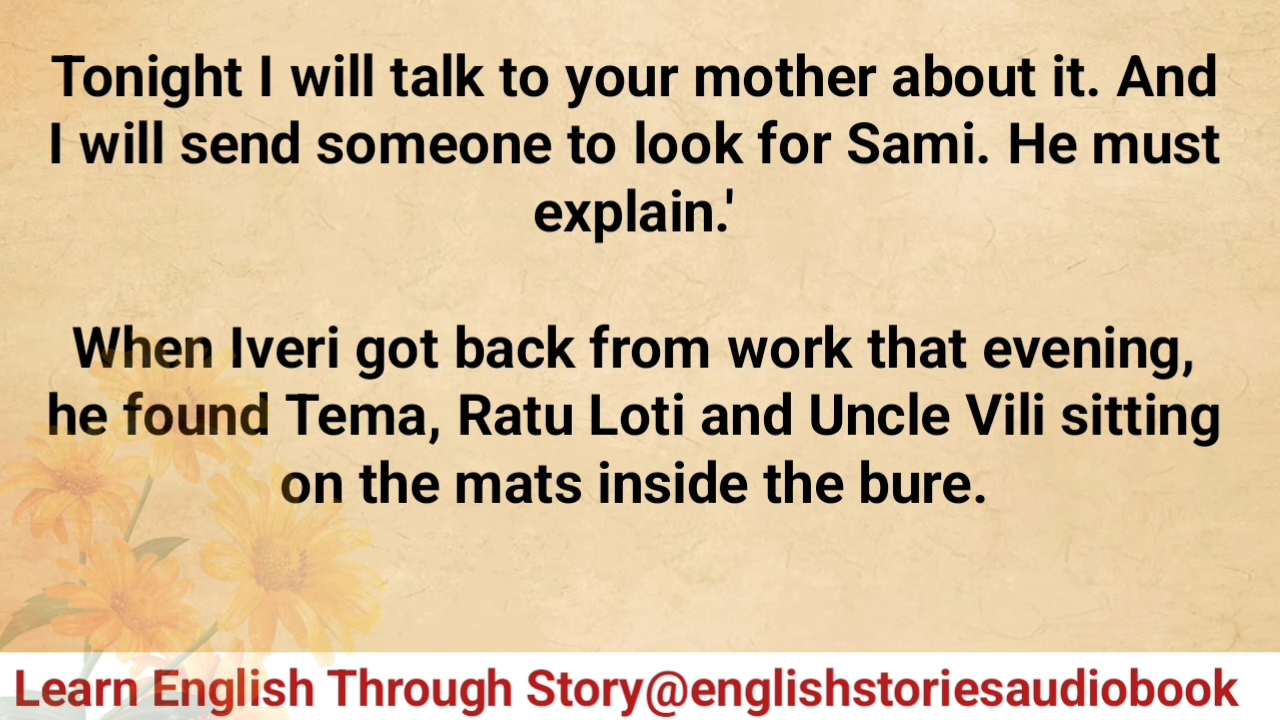 Tonight I will talk to your mother about it. And
I will send someone to look for Sami. He must
explain.'
When Iveri got back from work that evening,
he found Tema, Ratu Loti and Uncle Vili sitting
on the mats inside the bure.
Learn English Through Story@englishstoriesaudiobook